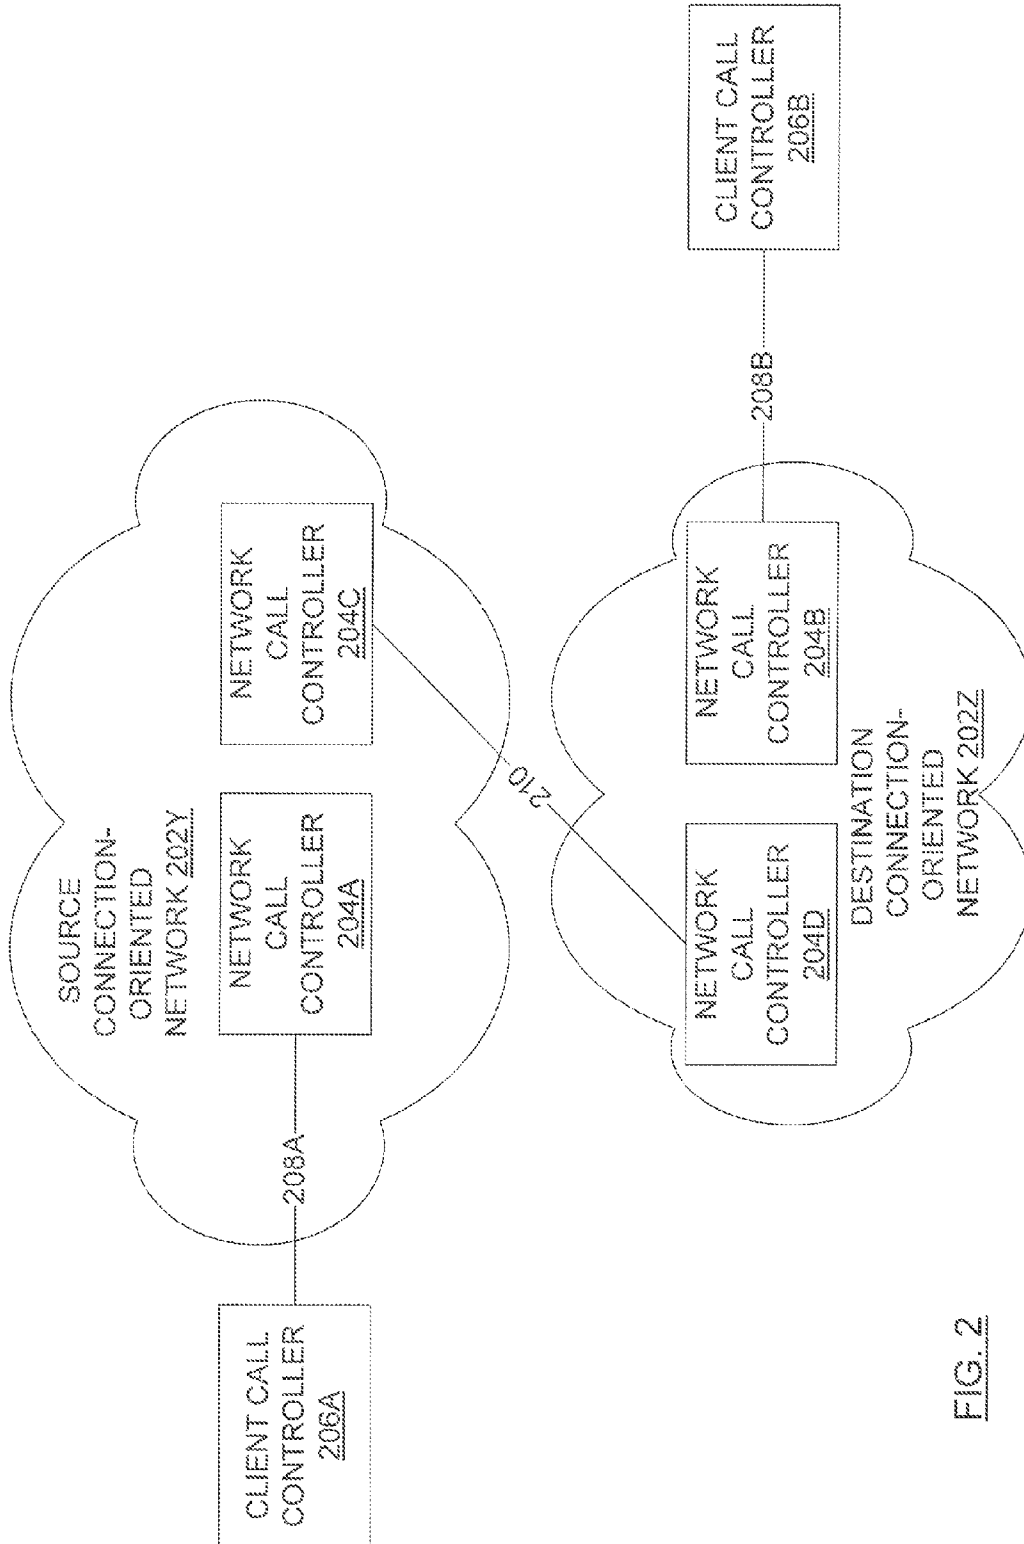 SOURCE
CONNECTION-
ORIENTED
NETWORK 202Y
CLIENT CALL
CONTROLLER
206A
208A
NETWORK
CALL
CONTROLLER
204A
NETWORK
CALL
CONTROLLER
204C
210
NETWORK
CALL
CONTROLLER
204D
NETWORK
CALL
CONTROLLER
204B
208B
CLIENT CALL
CONTROLLER
206B
DESTINATION
CONNECTION-
ORIENTED
NETWORK 202Z
FIG. 2